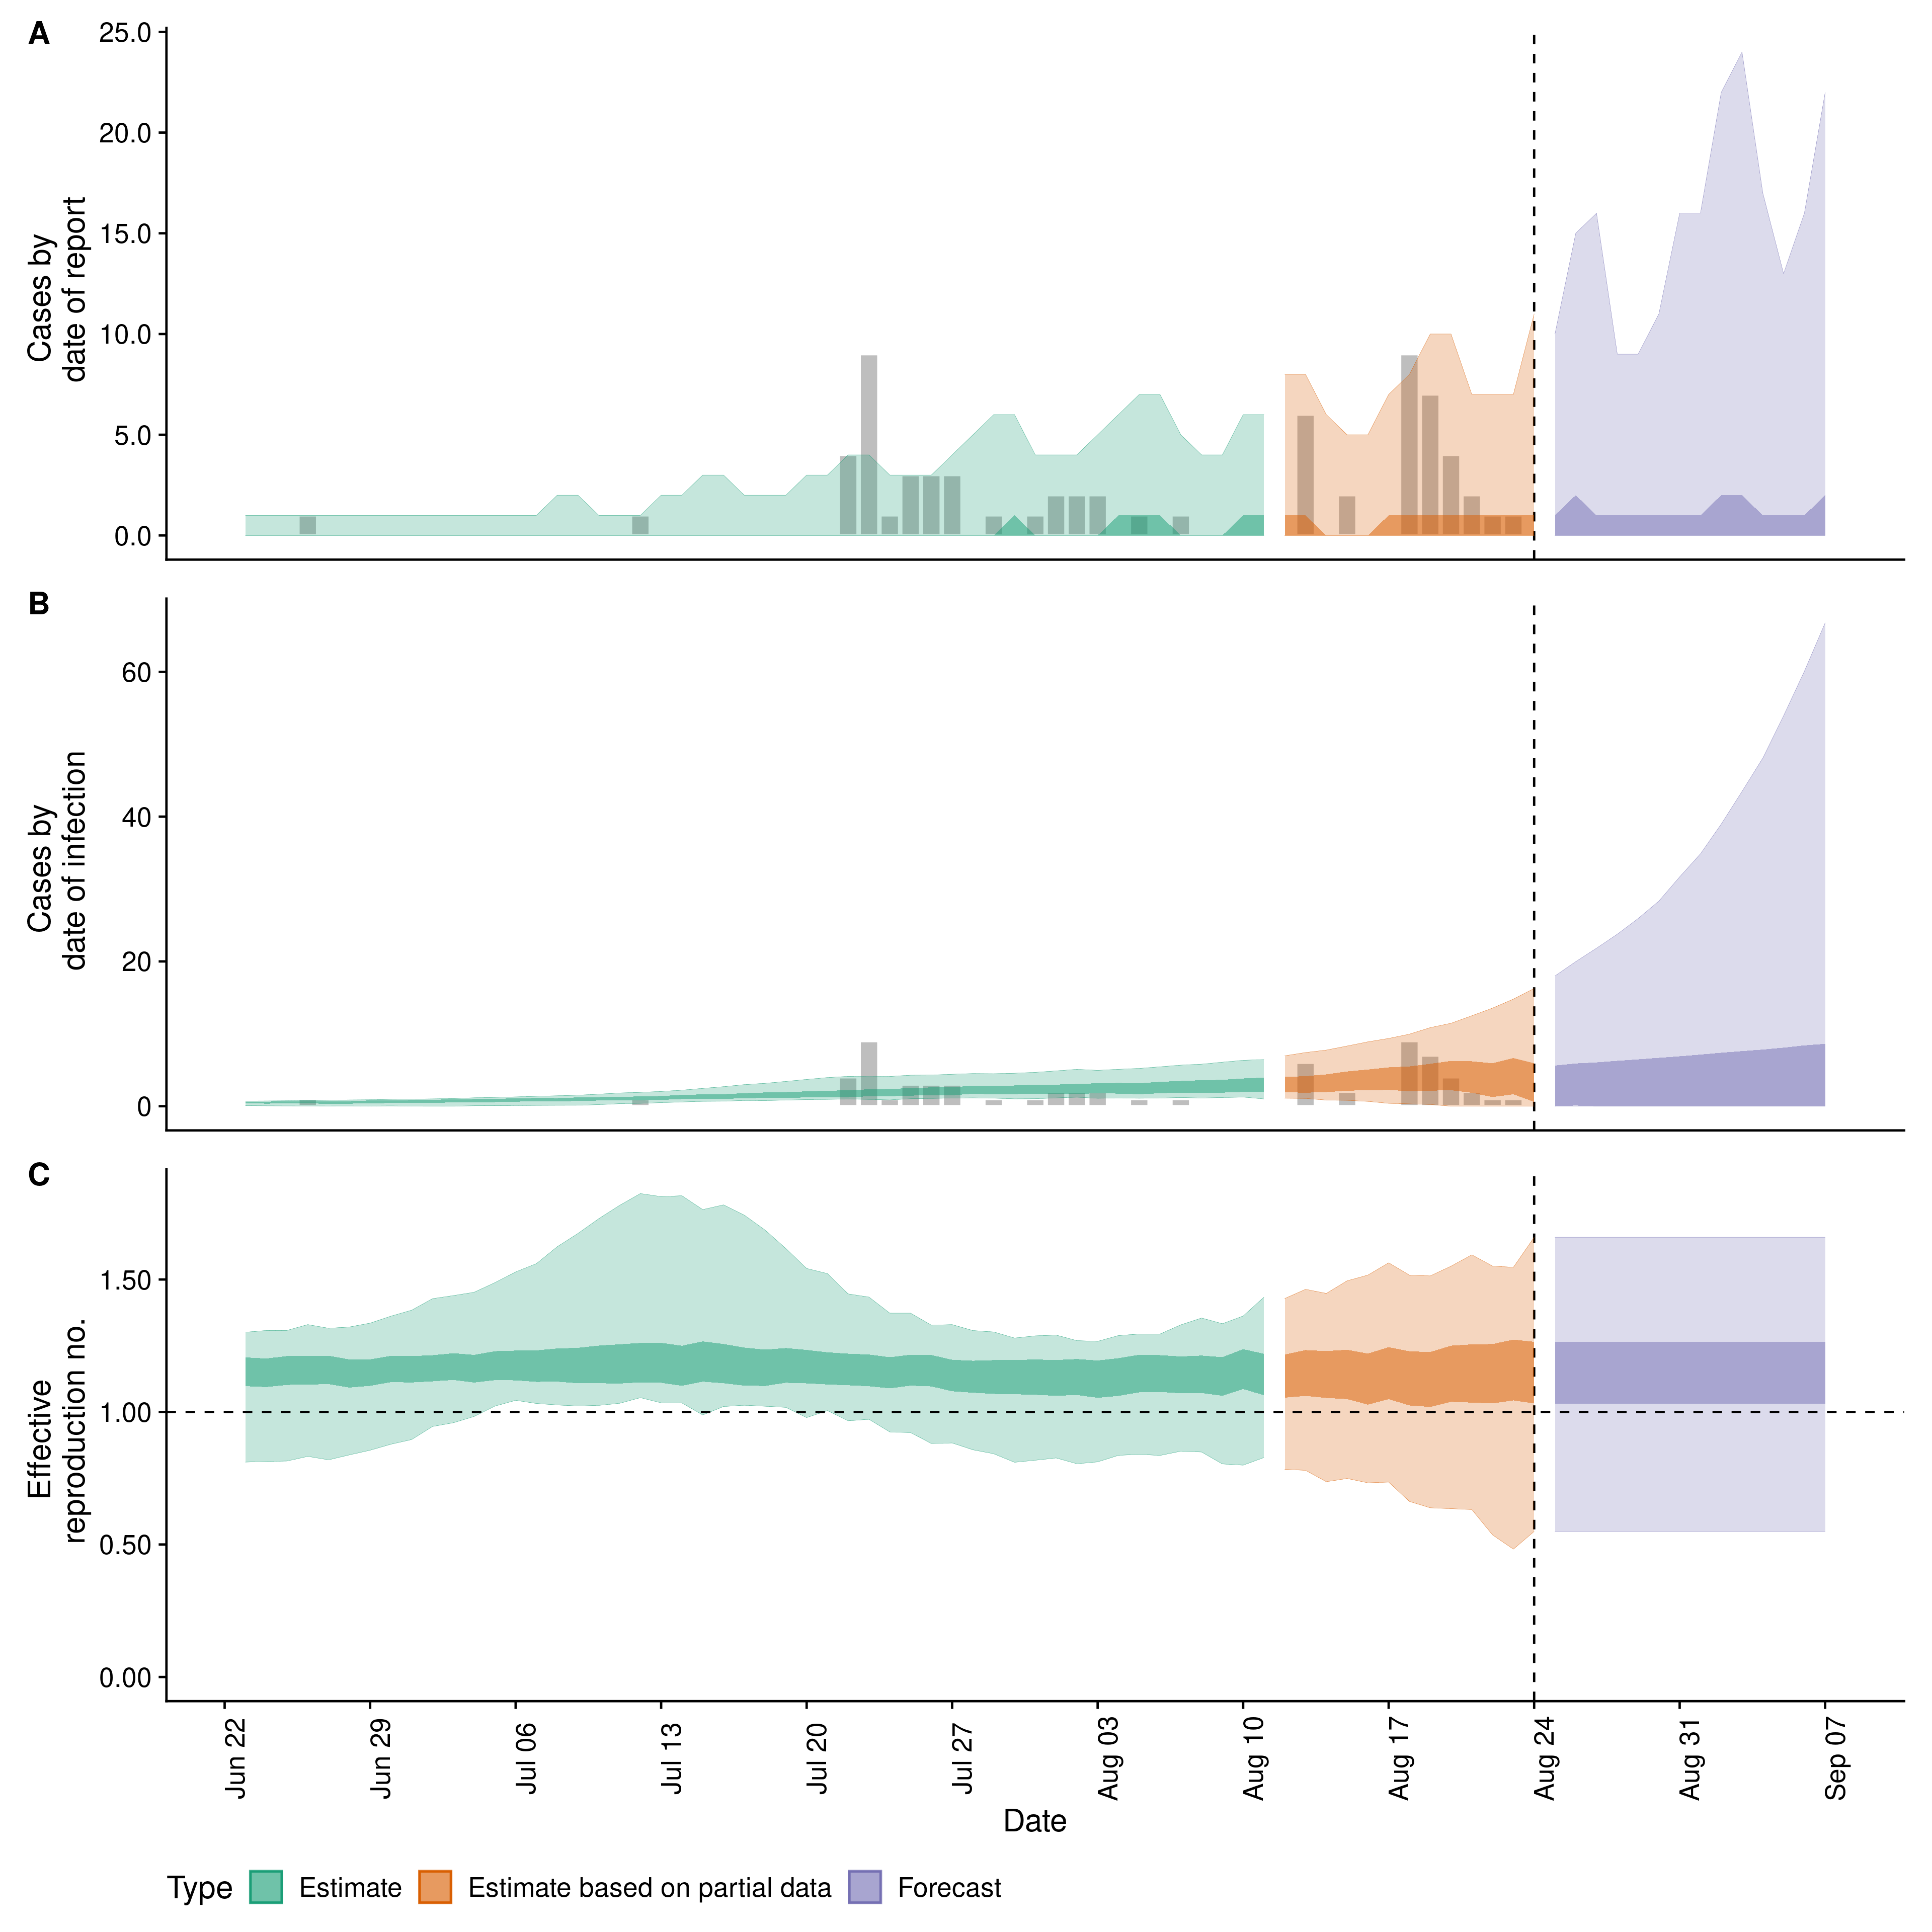 A
25.0
20.0
15.0
10.0
5.0
0.0
Cases by
date of report
B
60
40
20
0
Cases by
date of infection
C
1.50
1.00
0.50
0.00
Effective
reproduction no.
Jun 22
Jun 29
Jul 06
Jul 13
Jul 20
Jul 27
Aug 03
Aug 10
Aug 17
Aug 24
Aug 31
Sep 07
Date
Type Estimate Estimate based on partial data Forecast